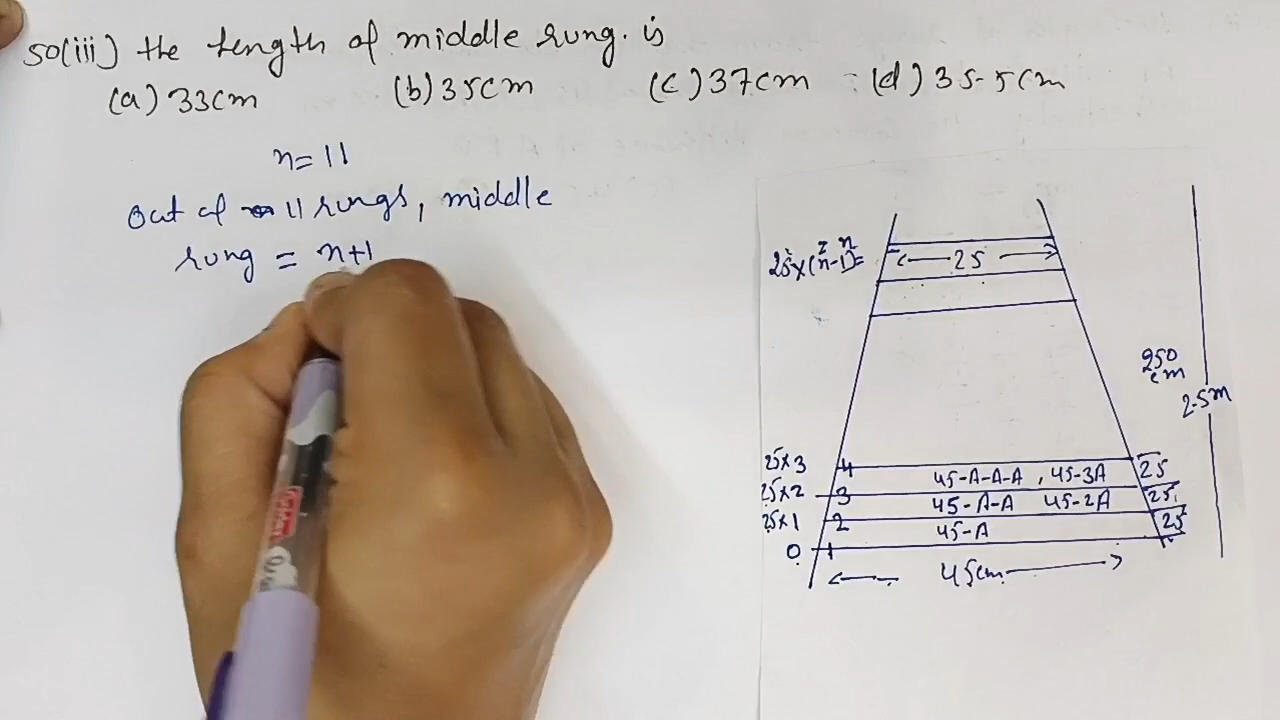 50(iii) the length of middle rung. is
(a) 33cm (b) 35cm (c) 37cm (d) 35.5cm
n=11
out of 11 rungs, middle
rung = n+1
25×(n-1)=
2 n
25
250
cm
2.5m
25×3 4 45-A-A-A , 45-3A 25
25×2 3 45-A-A 45-2A 25
25×1 2 45-A 25
0 1
45cm